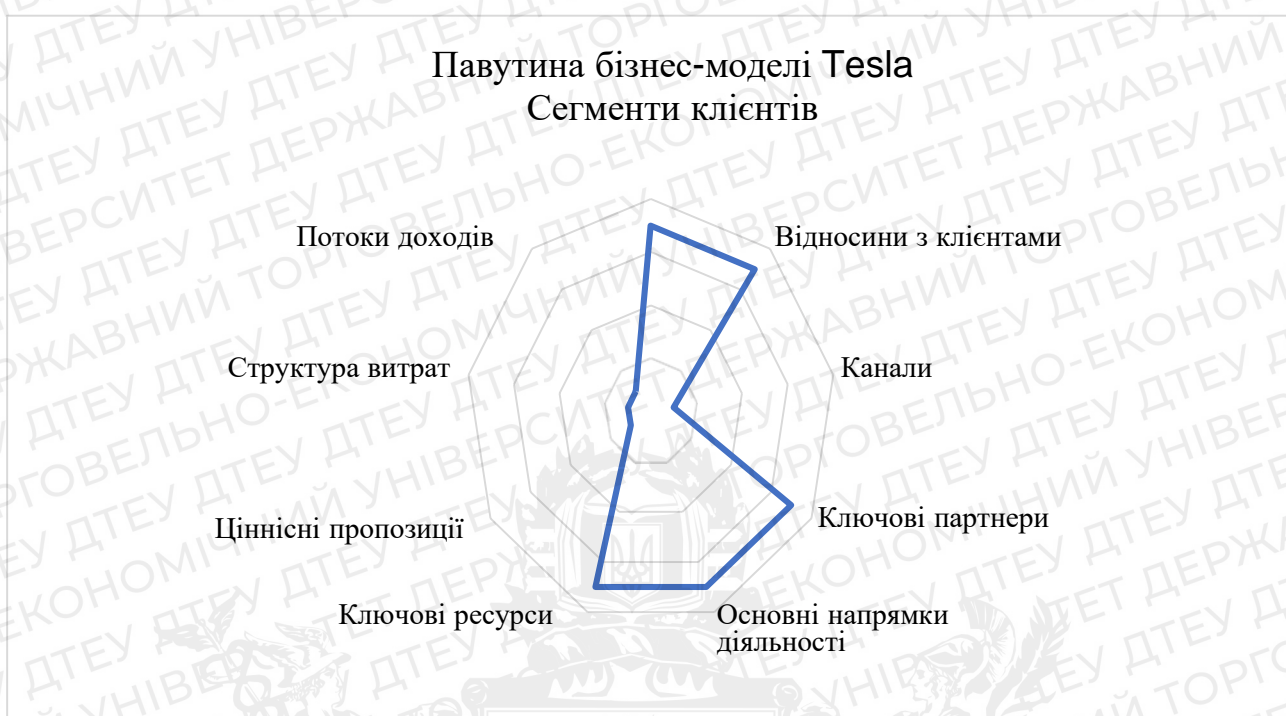 Павутина бізнес-моделі Tesla
Сегменти клієнтів
Потоки доходів
Відносини з клієнтами
Структура витрат
Канали
Ціннісні пропозиції
Ключові партнери
Ключові ресурси
Основні напрямки
діяльності